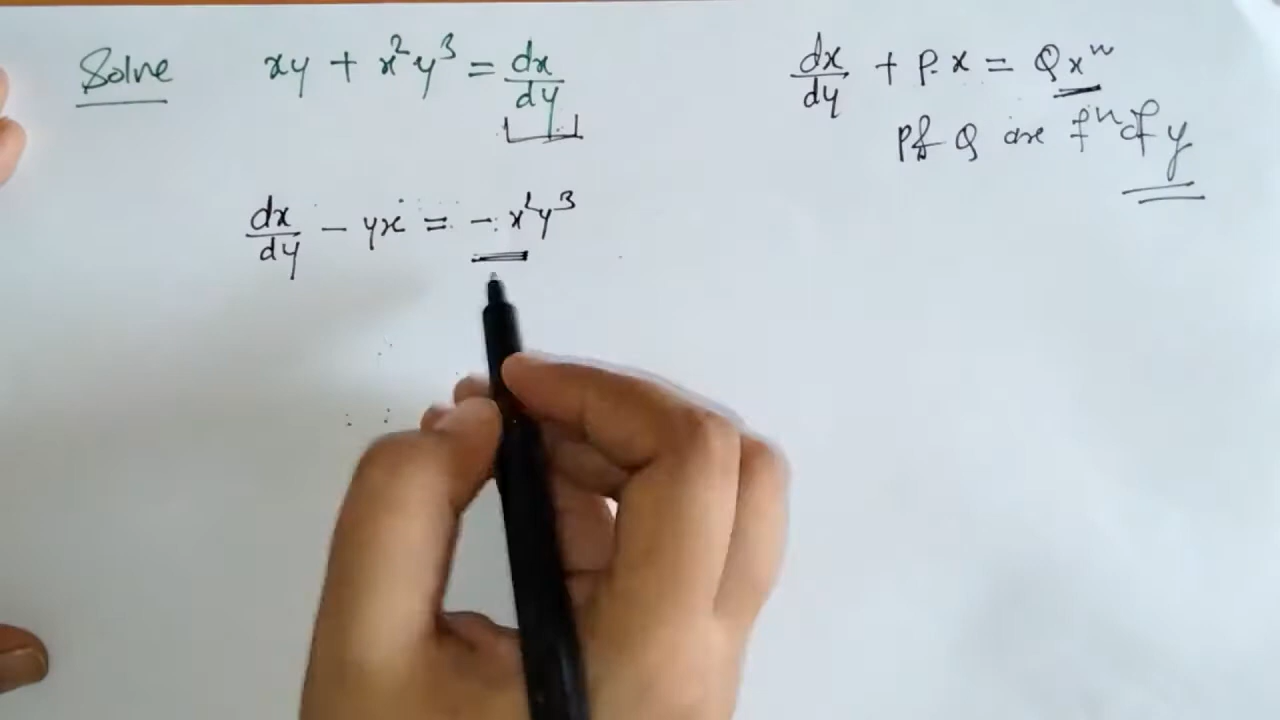 Solve xy + x²y³ = dx/dy
dx/dy + P·x = Qxⁿ
P & Q are fⁿ of y
dx/dy - yx = - x²y³